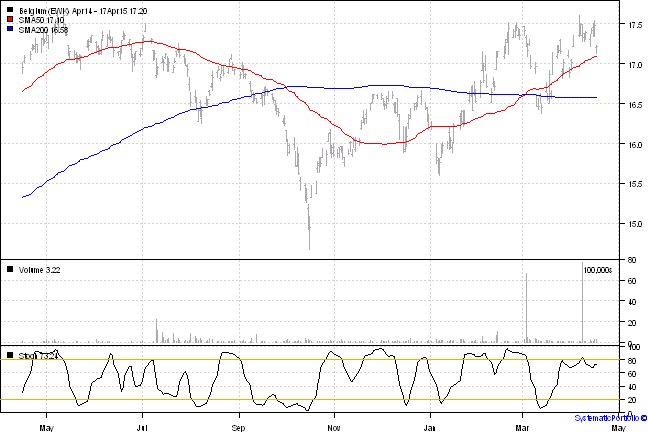 Belgium (EWK) Apr14 - 17Apr15 17.20
SMA50 17.10
SMA200 16.58
17.5
17.0
16.5
16.0
15.5
15.0
Volume 3.22
100,000s
80
60
40
20
0
Stoch 73.24
100
80
60
40
20
0
SystematicPortfolio ©
May Jul Sep Nov Jan Mar May